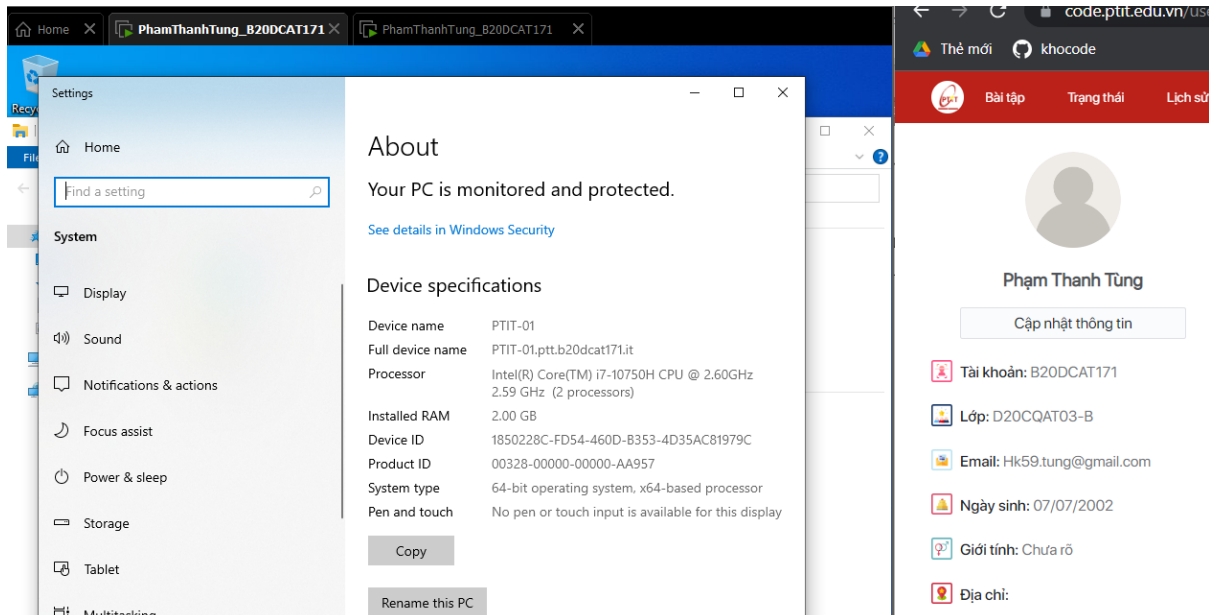 Home
PhamThanhTung_B20DCAT171
PhamThanhTung_B20DCAT171
Recy
File
Settings
Home
Find a setting
System
Display
Sound
Notifications & actions
Focus assist
Power & sleep
Storage
Tablet
Multitasking
About
Your PC is monitored and protected.
See details in Windows Security
Device specifications
Device name PTIT-01
Full device name PTIT-01.ptt.b20dcat171.it
Processor Intel(R) Core(TM) i7-10750H CPU @ 2.60GHz
2.59 GHz (2 processors)
Installed RAM 2.00 GB
Device ID 1850228C-FD54-460D-B353-4D35AC81979C
Product ID 00328-00000-00000-AA957
System type 64-bit operating system, x64-based processor
Pen and touch No pen or touch input is available for this display
Copy
Rename this PC
code.ptit.edu.vn/use
Thẻ mới khocode
PTIT Bài tập Trạng thái Lịch sử
Phạm Thanh Tùng
Cập nhật thông tin
Tài khoản: B20DCAT171
Lớp: D20CQAT03-B
Email: Hk59.tung@gmail.com
Ngày sinh: 07/07/2002
Giới tính: Chưa rõ
Địa chỉ: